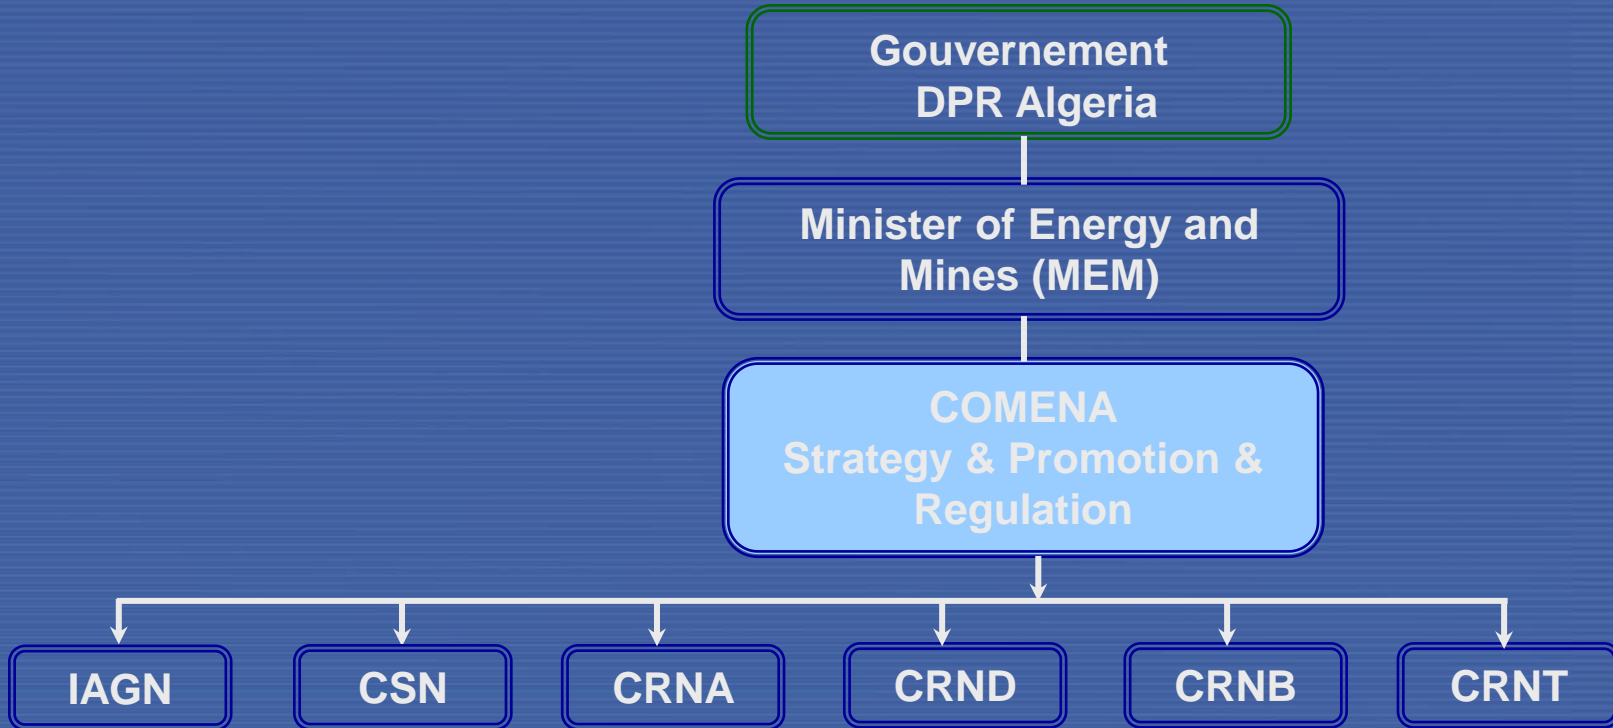 Gouvernement
DPR Algeria
Minister of Energy and
Mines (MEM)
COMENA
Strategy & Promotion &
Regulation
IAGN
CSN
CRNA
CRND
CRNB
CRNT